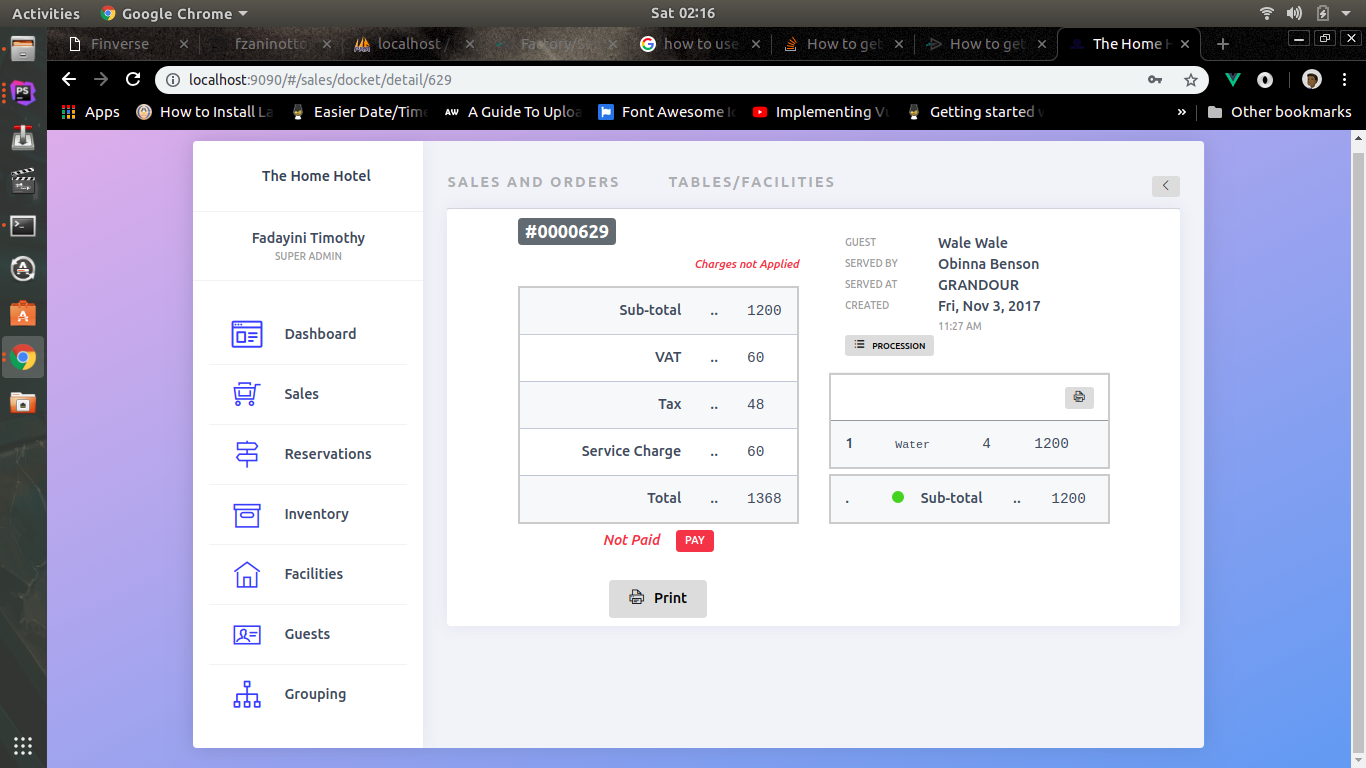 Activities Google Chrome Sat 02:16
Finverse fzaninotto localhost / Factory/S how to use How to get How to get The Home H
localhost:9090/#/sales/docket/detail/629
Apps How to Install La Easier Date/Time AW A Guide To Uploa Font Awesome Ic Implementing Vu Getting started w » Other bookmarks
The Home Hotel
Fadayini Timothy
SUPER ADMIN
Dashboard
Sales
Reservations
Inventory
Facilities
Guests
Grouping
SALES AND ORDERS TABLES/FACILITIES
#0000629
Charges not Applied
Sub-total .. 1200
VAT .. 60
Tax .. 48
Service Charge .. 60
Total .. 1368
Not Paid PAY
Print
GUEST Wale Wale
SERVED BY Obinna Benson
SERVED AT GRANDOUR
CREATED Fri, Nov 3, 2017
11:27 AM
PROCESSION
1 Water 4 1200
. Sub-total .. 1200